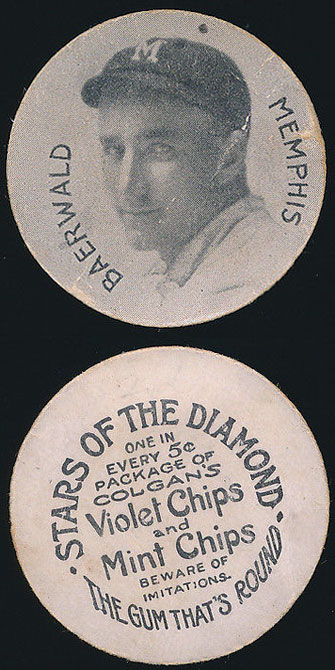 M
BAERWALD
MEMPHIS
· STARS OF THE DIAMOND ·
ONE IN
EVERY 5¢
PACKAGE OF
COLGAN'S
Violet Chips
and
Mint Chips
BEWARE OF
IMITATIONS.
THE GUM THAT'S ROUND